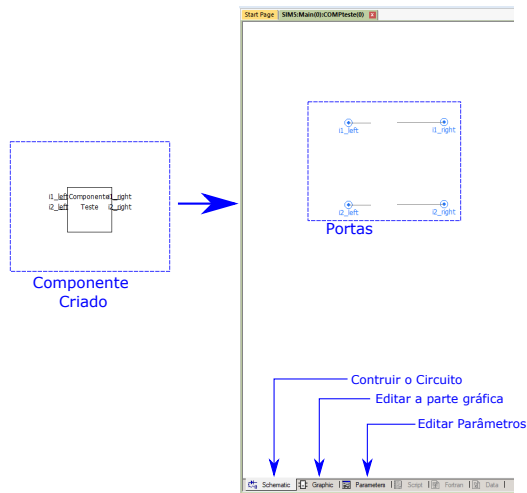 Start Page SIM5:Main(0):COMPteste(0)
i1_left i1_right
i2_left i2_right
Portas
i1_left Componente i1_right
i2_left Teste i2_right
Componente
Criado
Contruir o Circuito
Editar a parte gráfica
Editar Parâmetros
Schematic Graphic Parameters Script Fortran Data